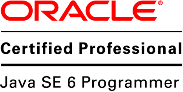 ORACLE®
Certified Professional
Java SE 6 Programmer